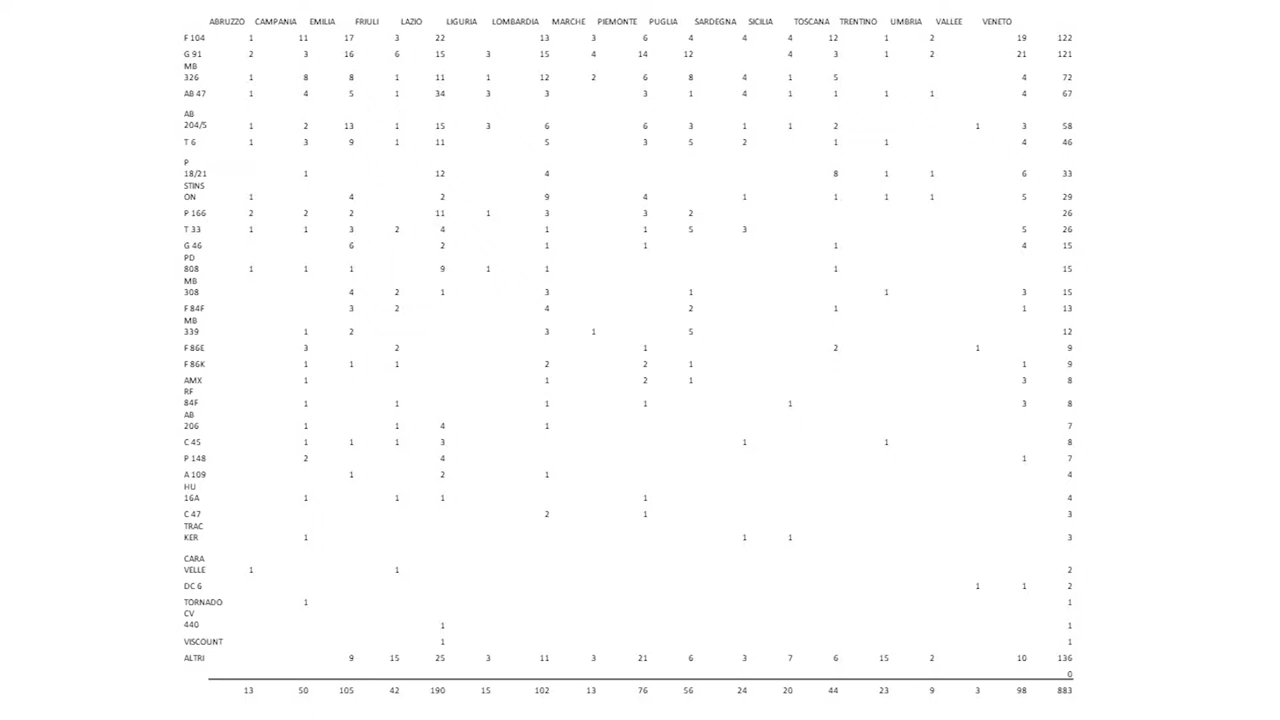 ABRUZZO CAMPANIA EMILIA FRIULI LAZIO LIGURIA LOMBARDIA MARCHE PIEMONTE PUGLIA SARDEGNA SICILIA TOSCANA TRENTINO UMBRIA VALLEE VENETO
F 104 1 11 17 3 22 13 3 6 4 4 4 12 1 2 19 122
G 91 2 3 16 6 15 3 15 4 14 12 4 3 1 2 21 121
MB
326 1 8 8 1 11 1 12 2 6 8 4 1 5 4 72
AB 47 1 4 5 1 34 3 3 3 1 4 1 1 1 1 4 67
AB
204/5 1 2 13 1 15 3 6 6 3 1 1 2 1 3 58
T 6 1 3 9 1 11 5 3 5 2 1 1 4 46
P
18/21 1 12 4 8 1 1 6 33
STINS
ON 1 4 2 9 4 1 1 1 1 5 29
P 166 2 2 2 11 1 3 3 2 26
T 33 1 1 3 2 4 1 1 5 3 5 26
G 46 6 2 1 1 1 4 15
PD
808 1 1 1 9 1 1 1 15
MB
308 4 2 1 3 1 1 3 15
F 84F 3 2 4 2 1 1 13
MB
339 1 2 3 1 5 12
F 86E 3 2 1 2 1 9
F 86K 1 1 1 2 2 1 1 9
AMX 1 1 2 1 3 8
RF
84F 1 1 1 1 1 3 8
AB
206 1 1 4 1 7
C 45 1 1 1 3 1 1 8
P 148 2 4 1 7
A 109 1 2 1 4
HU
16A 1 1 1 1 4
C 47 2 1 3
TRAC
KER 1 1 1 3
CARA
VELLE 1 1 2
DC 6 1 1 2
TORNADO 1 1
CV
440 1 1
VISCOUNT 1 1
ALTRI 9 15 25 3 11 3 21 6 3 7 6 15 2 10 136
0
13 50 105 42 190 15 102 13 76 56 24 20 44 23 9 3 98 883